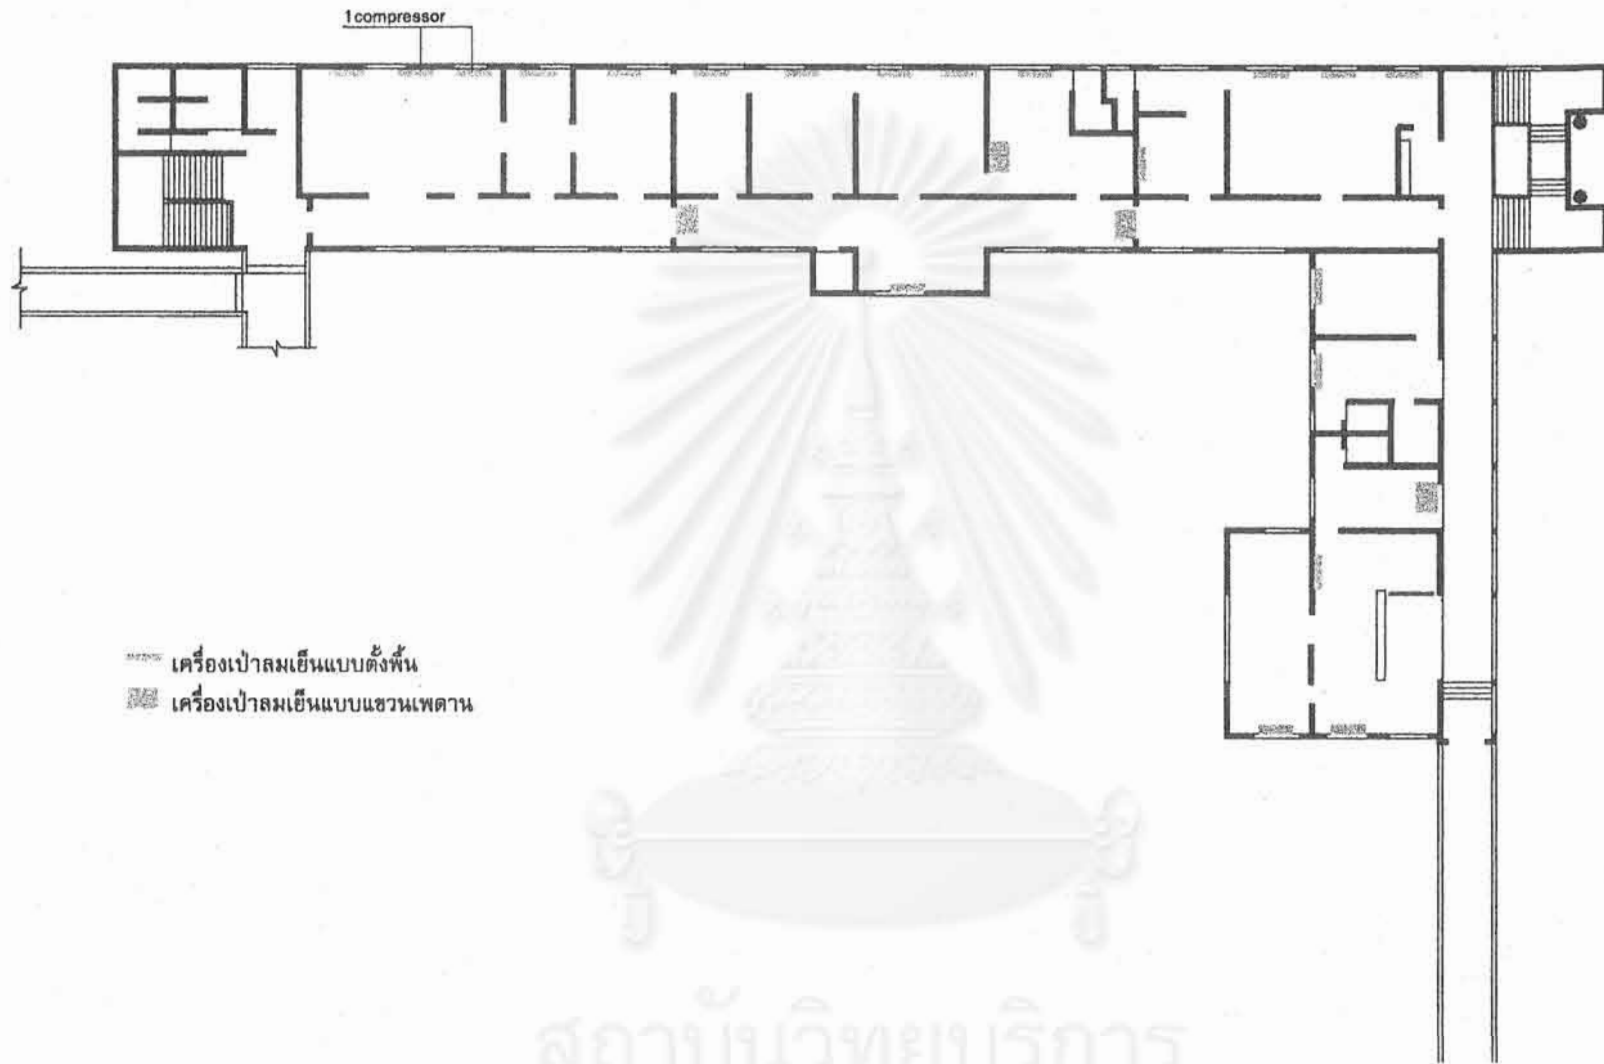 1compressor
เครื่องเป่าลมเย็นแบบตั้งพื้น
เครื่องเป่าลมเย็นแบบแขวนเพดาน
สถาบันวิทยบริการ